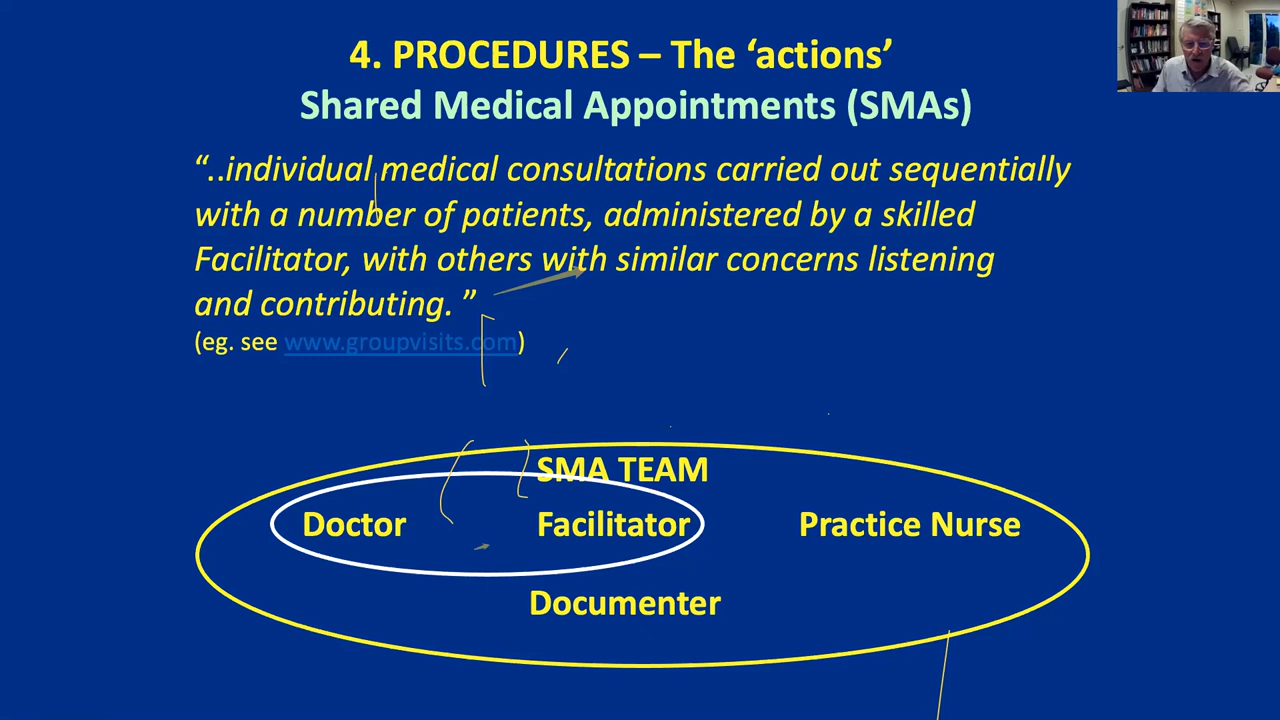 4. PROCEDURES – The ‘actions’
Shared Medical Appointments (SMAs)
“..individual medical consultations carried out sequentially
with a number of patients, administered by a skilled
Facilitator, with others with similar concerns listening
and contributing. ”
(eg. see www.groupvisits.com)
SMA TEAM
Doctor
Facilitator
Practice Nurse
Documenter